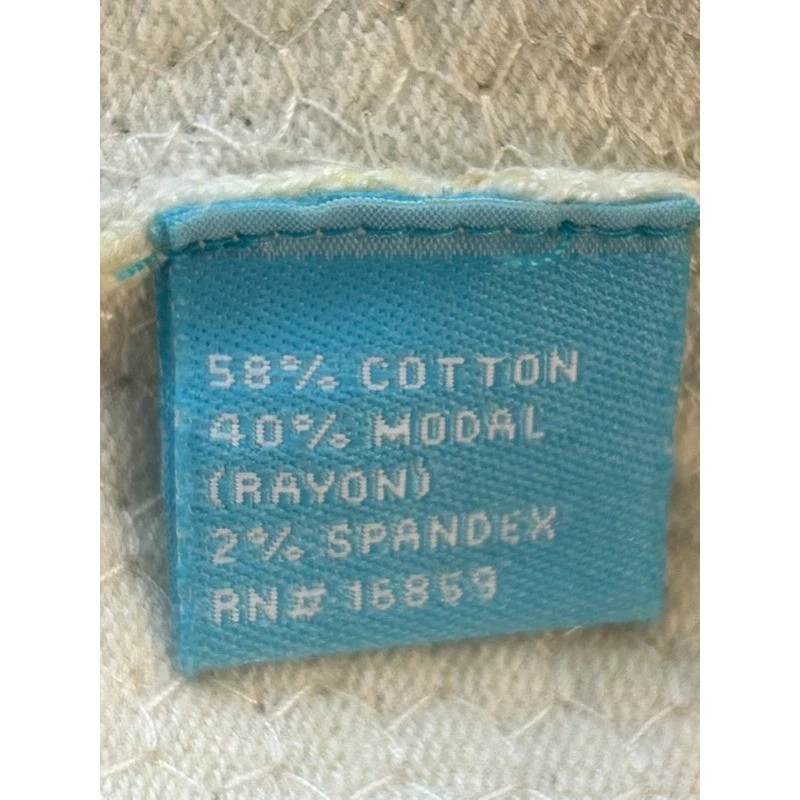 58% COTTON
40% MODAL
(RAYON)
2% SPANDEX
RN# 16859